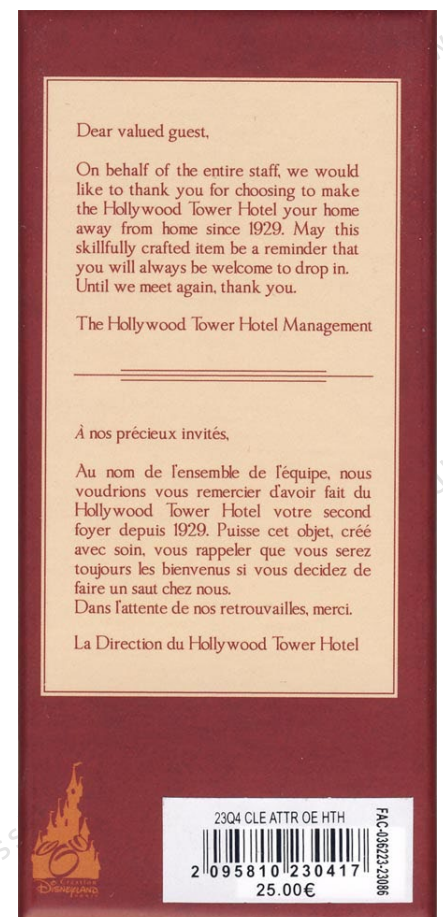 Dear valued guest,
On behalf of the entire staff, we would
like to thank you for choosing to make
the Hollywood Tower Hotel your home
away from home since 1929. May this
skillfully crafted item be a reminder that
you will always be welcome to drop in.
Until we meet again, thank you.
The Hollywood Tower Hotel Management
À nos précieux invités,
Au nom de l'ensemble de l'équipe, nous
voudrions vous remercier d'avoir fait du
Hollywood Tower Hotel votre second
foyer depuis 1929. Puisse cet objet, créé
avec soin, vous rappeler que vous serez
toujours les bienvenus si vous decidez de
faire un saut chez nous.
Dans l'attente de nos retrouvailles, merci.
La Direction du Hollywood Tower Hotel
Création
Disneyland
Paris
23Q4 CLE ATTR OE HTH
2 095810 230417
25.00€
FAC-036223-23086